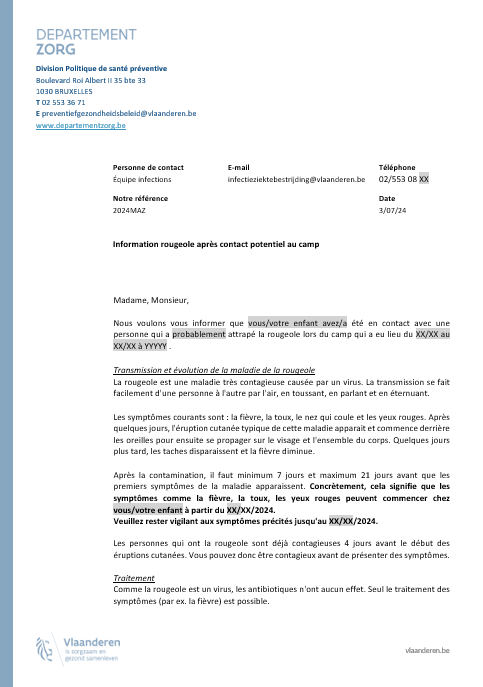 DEPARTEMENT
ZORG
Division Politique de santé préventive
Boulevard Roi Albert II 35 bte 33
1030 BRUXELLES
T 02 553 36 71
E preventiefgezondheidsbeleid@vlaanderen.be
www.departementzorg.be
Personne de contact E-mail Téléphone
Équipe infections infectieziektebestrijding@vlaanderen.be 02/553 08 XX
Notre référence Date
2024MAZ 3/07/24
Information rougeole après contact potentiel au camp
Madame, Monsieur,
Nous voulons vous informer que vous/votre enfant avez/a été en contact avec une
personne qui a probablement attrapé la rougeole lors du camp qui a eu lieu du XX/XX au
XX/XX à YYYYY .
Transmission et évolution de la maladie de la rougeole
La rougeole est une maladie très contagieuse causée par un virus. La transmission se fait
facilement d'une personne à l'autre par l'air, en toussant, en parlant et en éternuant.
Les symptômes courants sont : la fièvre, la toux, le nez qui coule et les yeux rouges. Après
quelques jours, l'éruption cutanée typique de cette maladie apparait et commence derrière
les oreilles pour ensuite se propager sur le visage et l'ensemble du corps. Quelques jours
plus tard, les taches disparaissent et la fièvre diminue.
Après la contamination, il faut minimum 7 jours et maximum 21 jours avant que les
premiers symptômes de la maladie apparaissent. Concrètement, cela signifie que les
symptômes comme la fièvre, la toux, les yeux rouges peuvent commencer chez
vous/votre enfant à partir du XX/XX/2024.
Veuillez rester vigilant aux symptômes précités jusqu'au XX/XX/2024.
Les personnes qui ont la rougeole sont déjà contagieuses 4 jours avant le début des
éruptions cutanées. Vous pouvez donc être contagieux avant de présenter des symptômes.
Traitement
Comme la rougeole est un virus, les antibiotiques n'ont aucun effet. Seul le traitement des
symptômes (par ex. la fièvre) est possible.
Vlaanderen
is zorgzaam en
gezond samenleven
vlaanderen.be